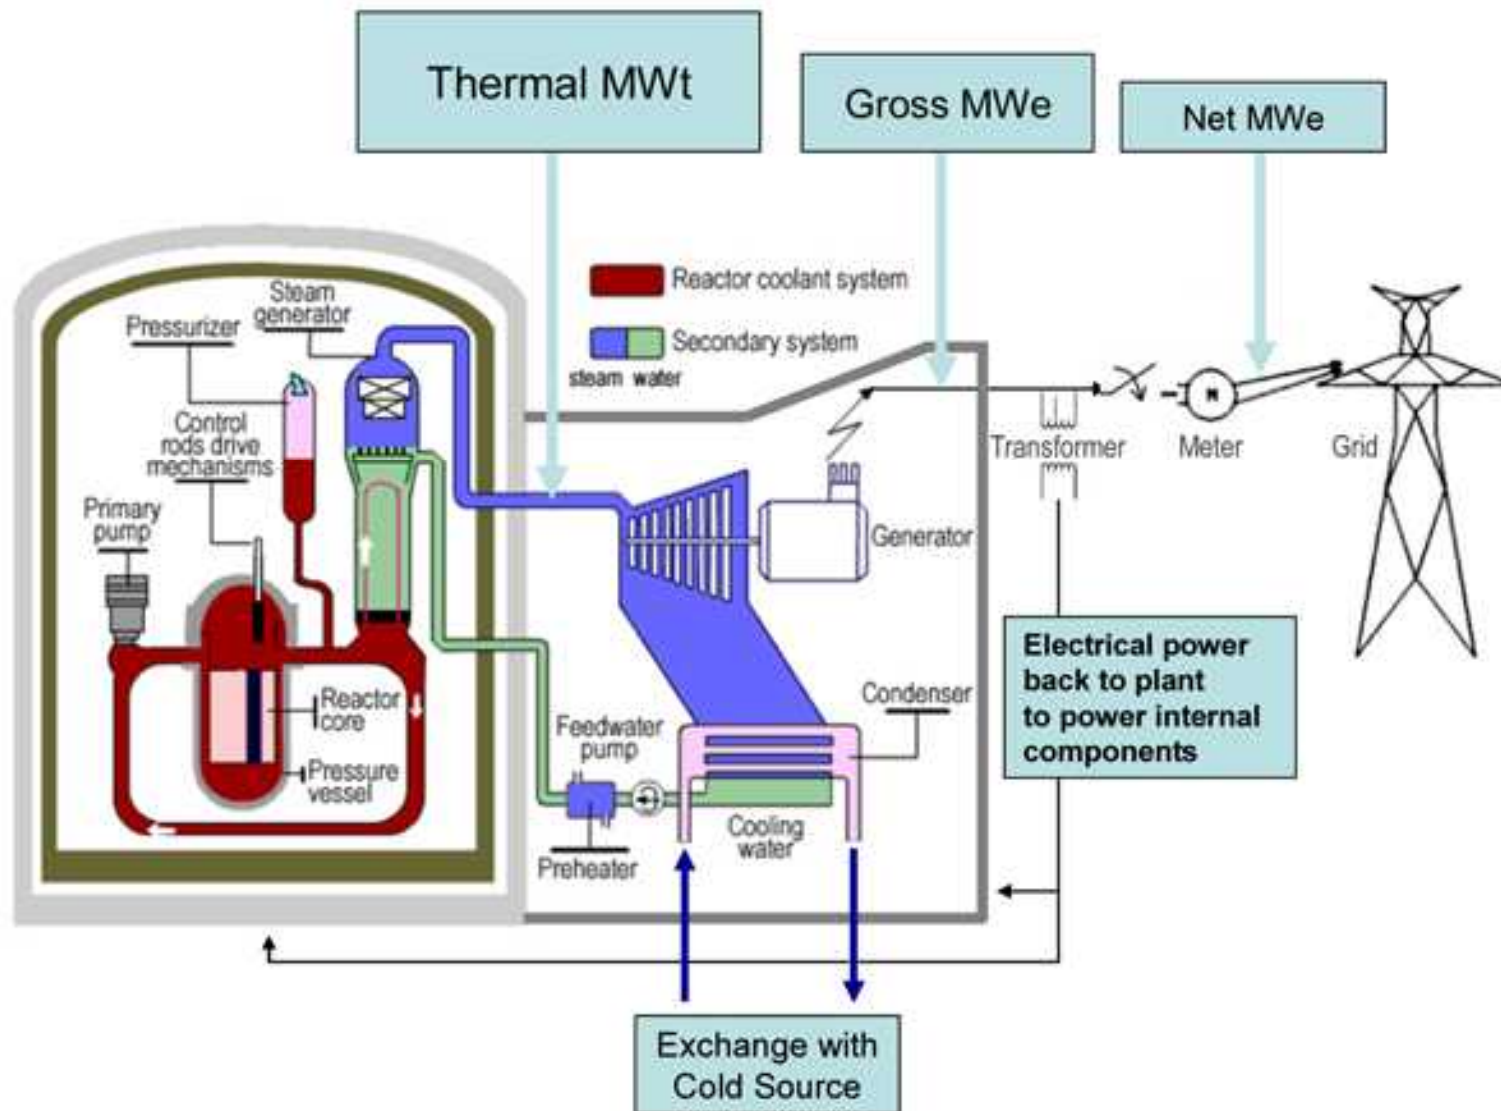 Thermal MWt
Gross MWe
Net MWe
Reactor coolant system
Secondary system
steam water
Steam
generator
Pressurizer
Control
rods drive
mechanisms
Primary
pump
Reactor
core
Pressure
vessel
Feedwater
pump
Preheater
Cooling
water
Condenser
Generator
Transformer
M
Meter
Grid
Electrical power
back to plant
to power internal
components
Exchange with
Cold Source